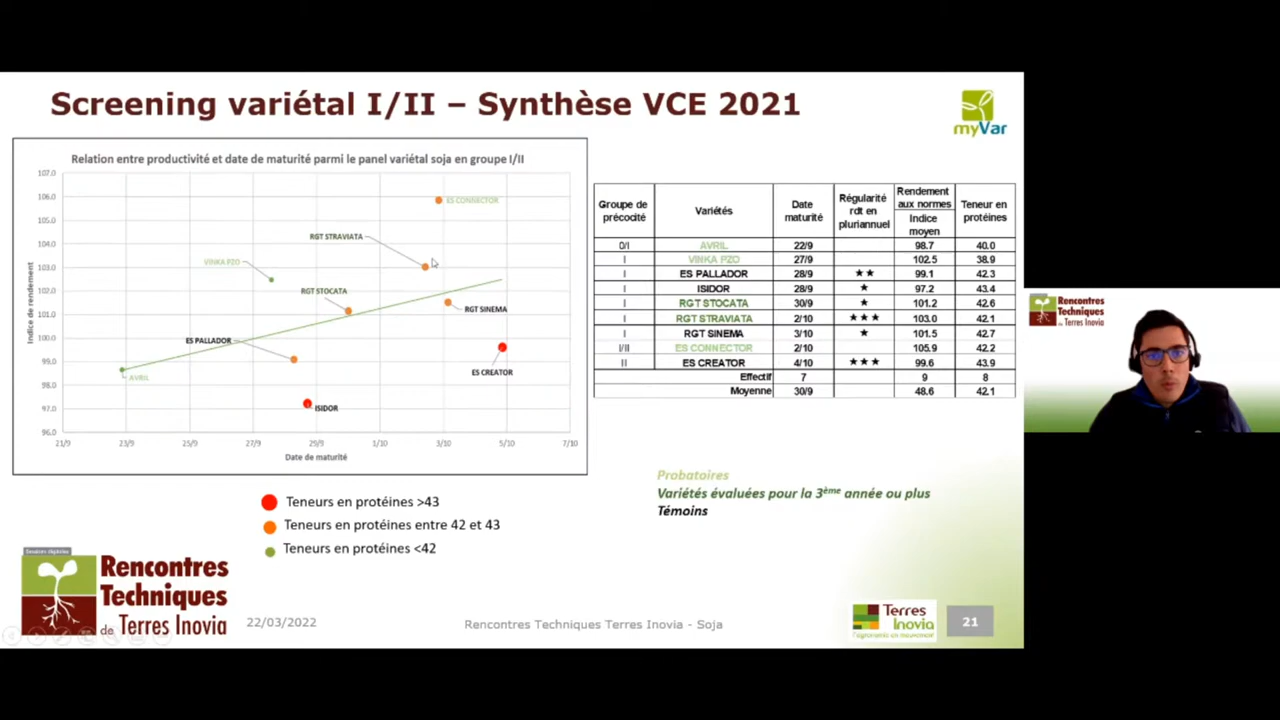 Screening variétal I/II – Synthèse VCE 2021
myVar
Relation entre productivité et date de maturité parmi le panel variétal soja en groupe I/II
Indice de rendement
107.0
106.0
105.0
104.0
103.0
102.0
101.0
100.0
99.0
98.0
97.0
96.0
21/9
23/9
25/9
27/9
29/9
1/10
3/10
5/10
7/10
Date de maturité
ES CONNECTOR
RGT STRAVIATA
VINKA PZO
RGT STOCATA
RGT SINEMA
ES PALLADOR
ES CREATOR
AVRIL
ISIDOR
Groupe de précocité Variétés Date maturité Régularité rdt en pluriannuel Rendement aux normes Indice moyen Teneur en protéines
0/I AVRIL 22/9 98.7 40.0
I VINKA PZO 27/9 102.5 38.9
I ES PALLADOR 28/9 ★★ 99.1 42.3
I ISIDOR 28/9 ★ 97.2 43.4
I RGT STOCATA 30/9 ★ 101.2 42.6
I RGT STRAVIATA 2/10 ★★★ 103.0 42.1
I RGT SINEMA 3/10 ★ 101.5 42.7
I/II ES CONNECTOR 2/10 105.9 42.2
II ES CREATOR 4/10 ★★★ 99.6 43.9
Effectif 7 9 8
Moyenne 30/9 48.6 42.1
Teneurs en protéines >43
Teneurs en protéines entre 42 et 43
Teneurs en protéines <42
Probatoires
Variétés évaluées pour la 3ème année ou plus
Témoins
Sessions digitales
Rencontres
Techniques
de Terres Inovia
22/03/2022
Rencontres Techniques Terres Inovia - Soja
Terres
Inovia
l'agronomie en mouvement
21
Rencontres
Techniques
de Terres Inovia